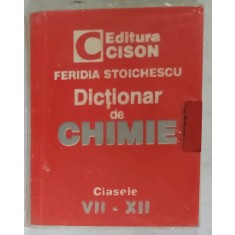 C Editura
CISON
FERIDIA STOICHESCU
Dicționar
de
CHIMIE
Clasele
VII - XII